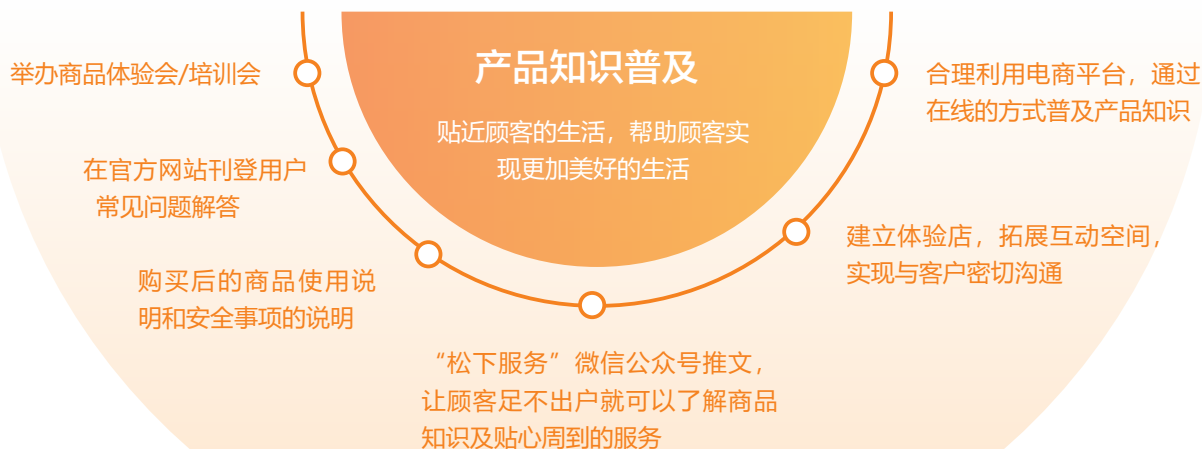 产品知识普及
贴近顾客的生活，帮助顾客实
现更加美好的生活
举办商品体验会/培训会
在官方网站刊登用户
常见问题解答
购买后的商品使用说
明和安全事项的说明
“松下服务”微信公众号推文，
让顾客足不出户就可以了解商品
知识及贴心周到的服务
建立体验店，拓展互动空间，
实现与客户密切沟通
合理利用电商平台，通过
在线的方式普及产品知识